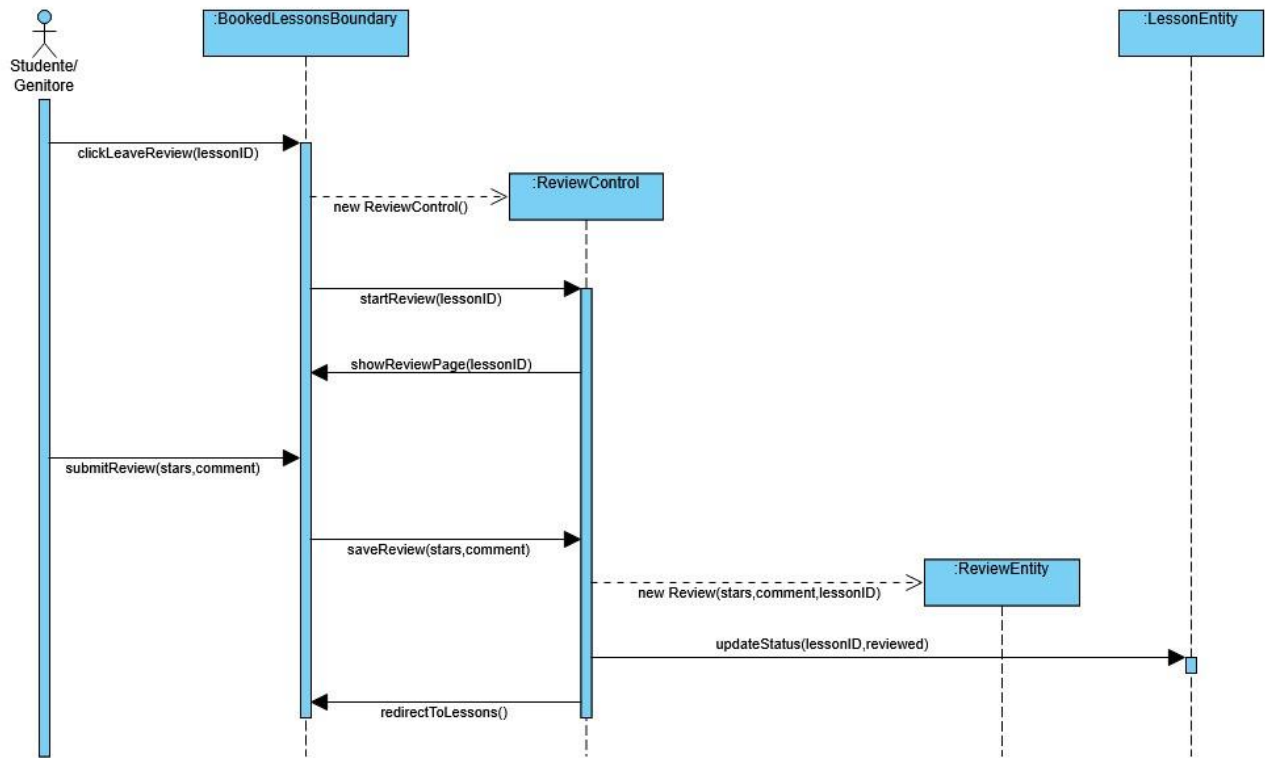 :BookedLessonsBoundary
:LessonEntity
Studente/
Genitore
clickLeaveReview(lessonID)
:ReviewControl
new ReviewControl()
startReview(lessonID)
showReviewPage(lessonID)
submitReview(stars,comment)
saveReview(stars,comment)
:ReviewEntity
new Review(stars,comment,lessonID)
updateStatus(lessonID,reviewed)
redirectToLessons()